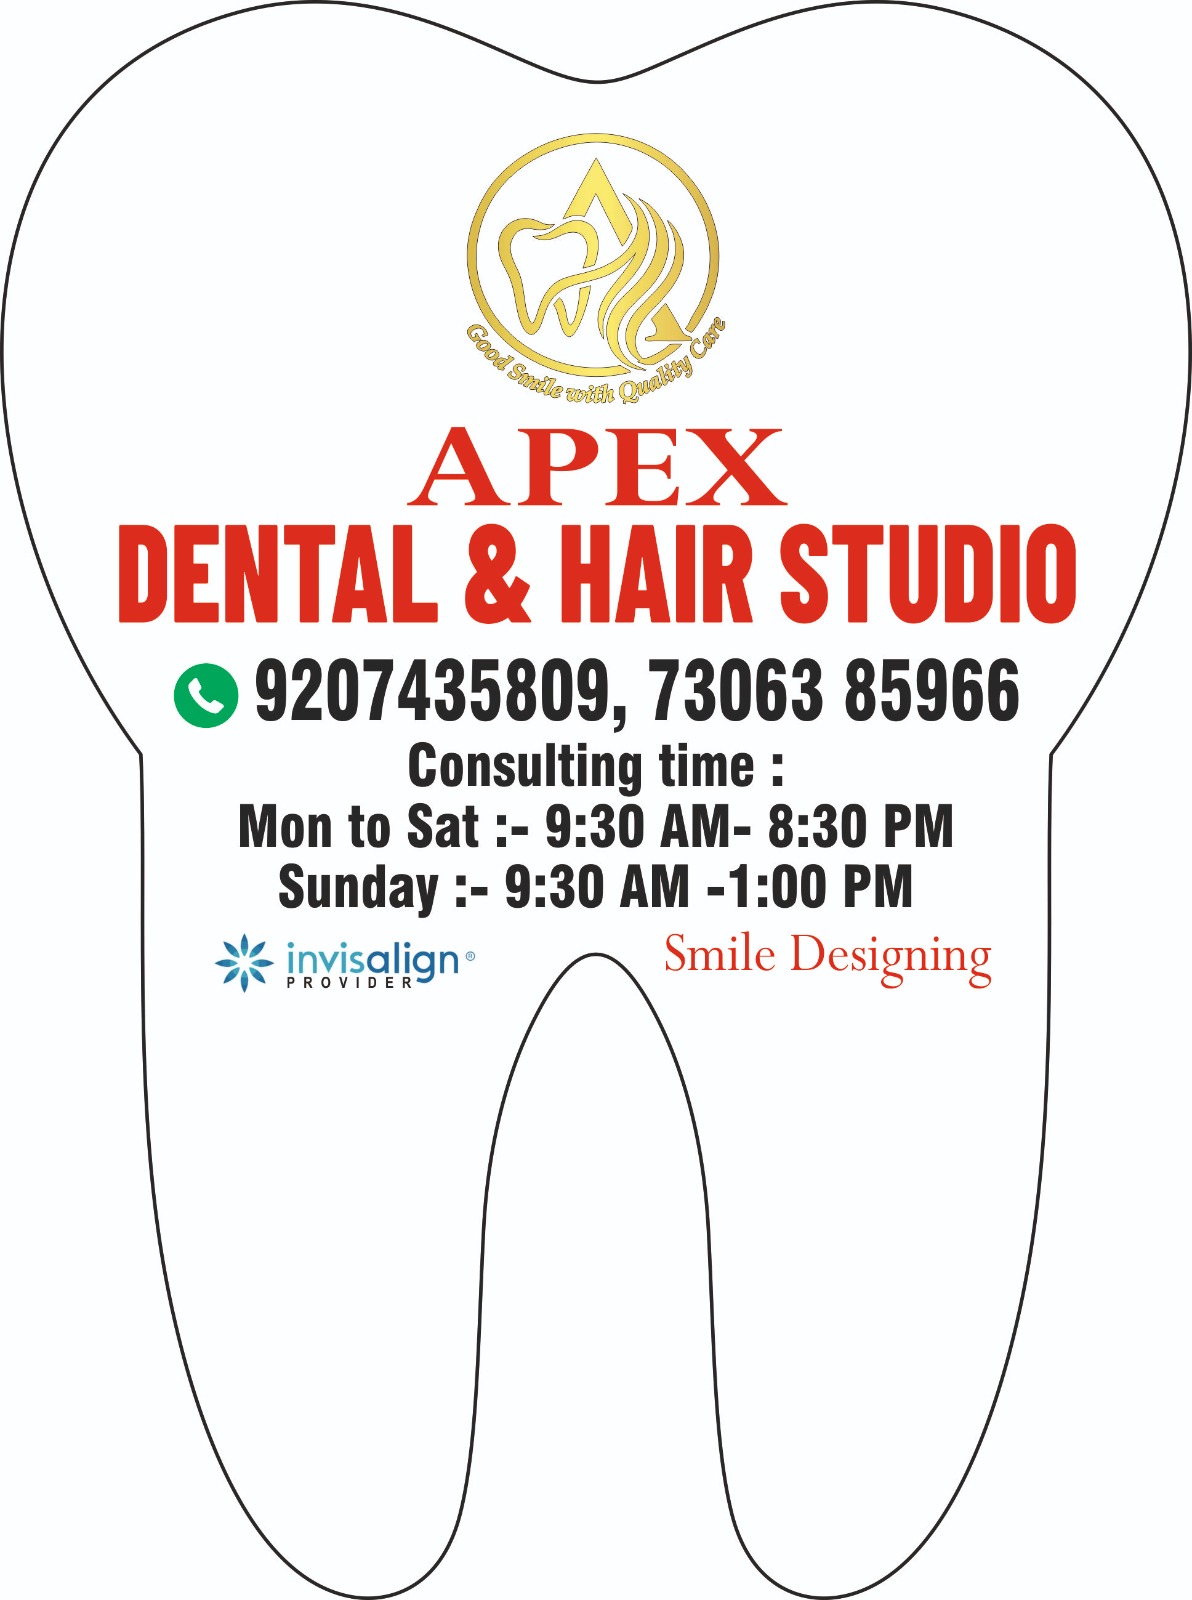 Good Smile with Quality Care
APEX
DENTAL & HAIR STUDIO
9207435809, 73063 85966
Consulting time :
Mon to Sat :- 9:30 AM- 8:30 PM
Sunday :- 9:30 AM -1:00 PM
invisalign®
PROVIDER
Smile Designing